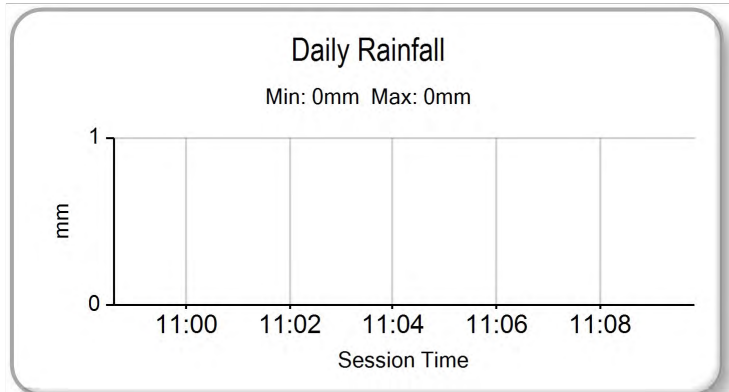 Daily Rainfall
Min: 0mm Max: 0mm
1
mm
0
11:00 11:02 11:04 11:06 11:08
Session Time